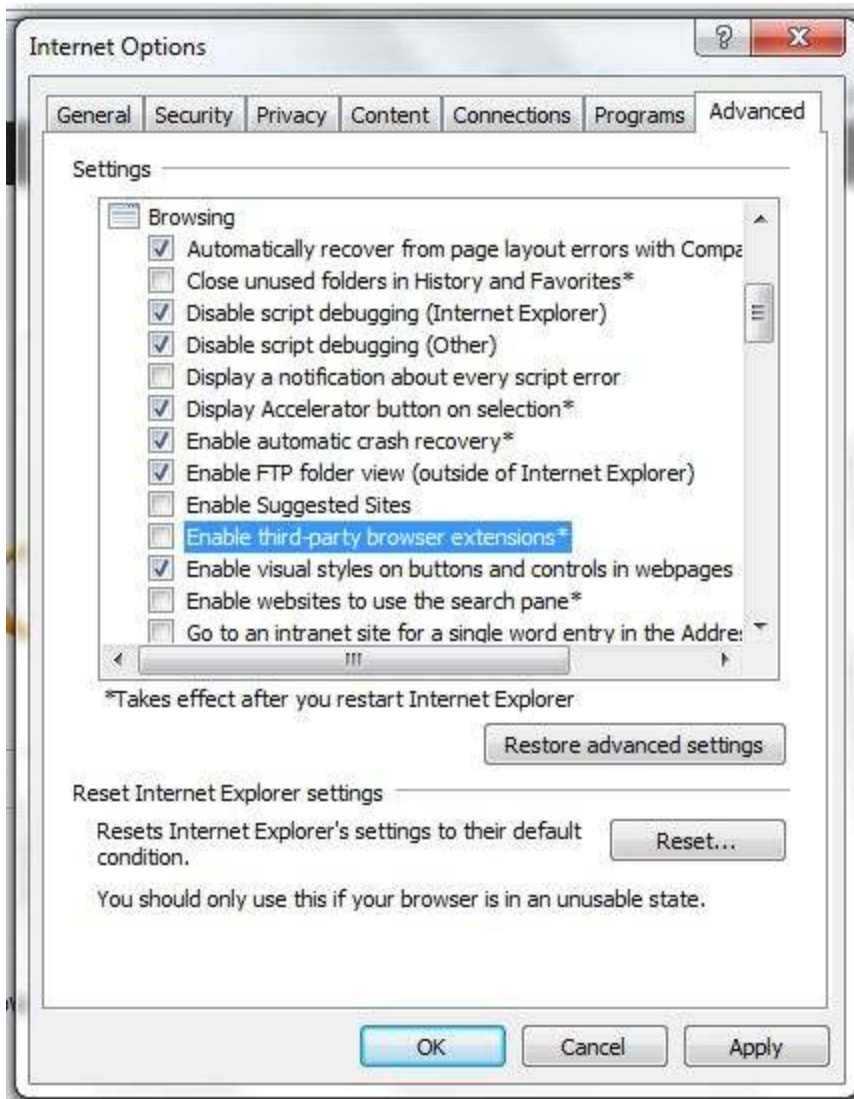 Internet Options
General Security Privacy Content Connections Programs Advanced
Settings
Browsing
Automatically recover from page layout errors with Compa
Close unused folders in History and Favorites*
Disable script debugging (Internet Explorer)
Disable script debugging (Other)
Display a notification about every script error
Display Accelerator button on selection*
Enable automatic crash recovery*
Enable FTP folder view (outside of Internet Explorer)
Enable Suggested Sites
Enable third-party browser extensions*
Enable visual styles on buttons and controls in webpages
Enable websites to use the search pane*
Go to an intranet site for a single word entry in the Addres
*Takes effect after you restart Internet Explorer
Restore advanced settings
Reset Internet Explorer settings
Resets Internet Explorer's settings to their default
condition.
Reset...
You should only use this if your browser is in an unusable state.
OK Cancel Apply